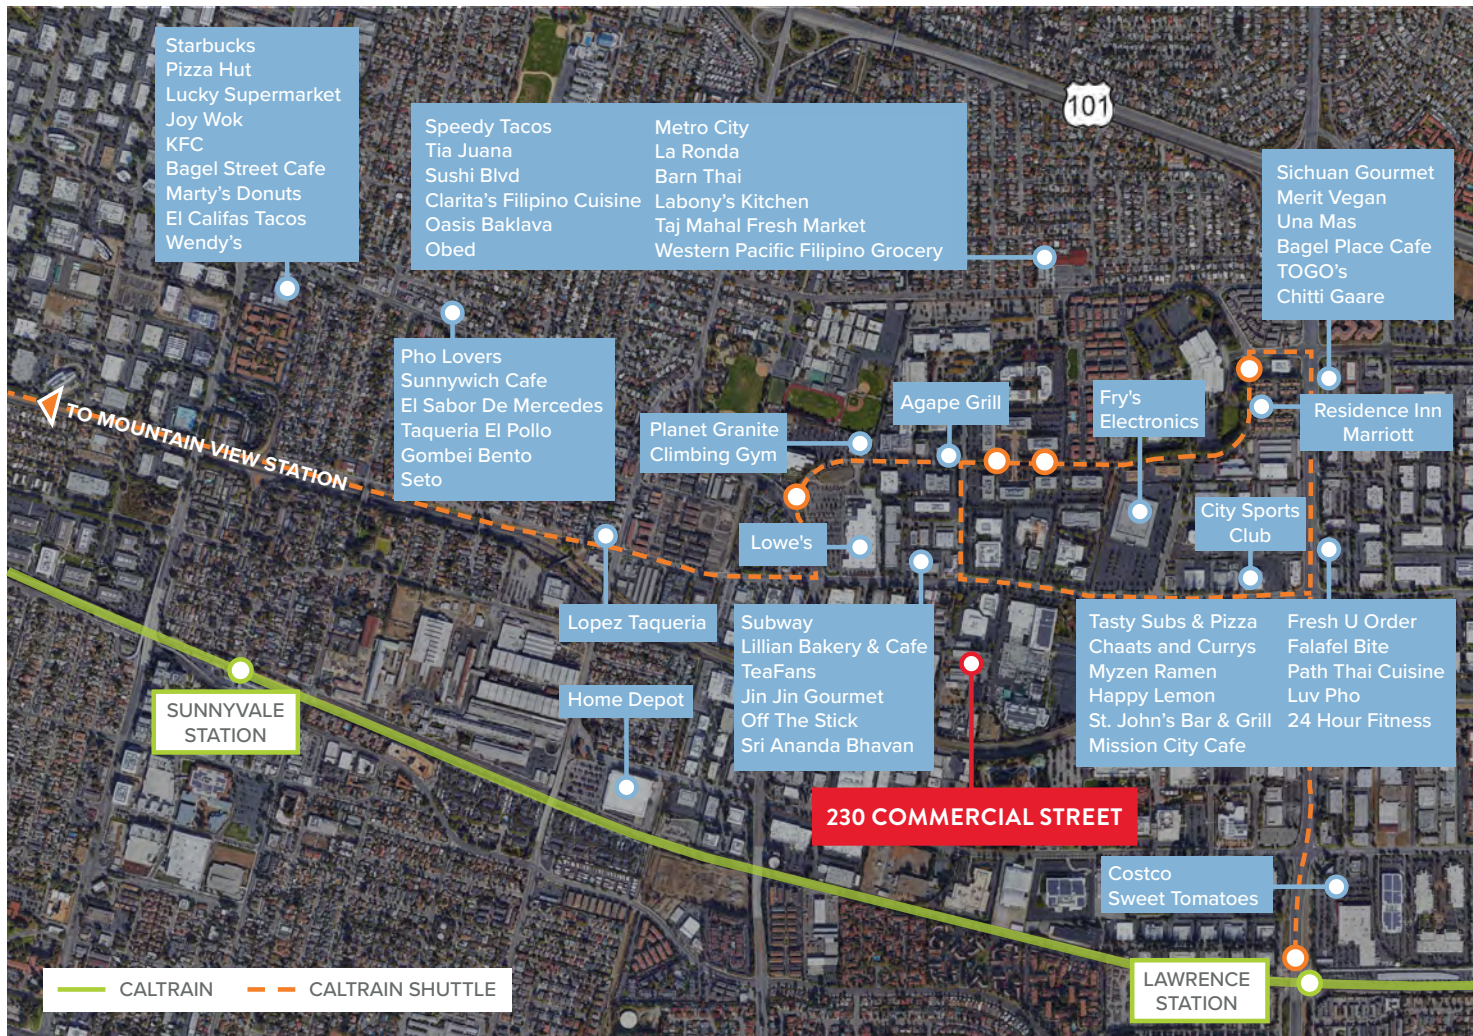 Starbucks
Pizza Hut
Lucky Supermarket
Joy Wok
KFC
Bagel Street Cafe
Marty's Donuts
El Califas Tacos
Wendy's
Speedy Tacos
Tia Juana
Sushi Blvd
Clarita's Filipino Cuisine
Oasis Baklava
Obed
Metro City
La Ronda
Barn Thai
Labony's Kitchen
Taj Mahal Fresh Market
Western Pacific Filipino Grocery
101
Sichuan Gourmet
Merit Vegan
Una Mas
Bagel Place Cafe
TOGO's
Chitti Gaare
Pho Lovers
Sunnywich Cafe
El Sabor De Mercedes
Taqueria El Pollo
Gombei Bento
Seto
TO MOUNTAIN VIEW STATION
Planet Granite
Climbing Gym
Agape Grill
Fry's
Electronics
Residence Inn
Marriott
Lowe's
City Sports
Club
Lopez Taqueria
Subway
Lillian Bakery & Cafe
TeaFans
Jin Jin Gourmet
Off The Stick
Sri Ananda Bhavan
Tasty Subs & Pizza
Chaats and Currys
Myzen Ramen
Happy Lemon
St. John's Bar & Grill
Mission City Cafe
Fresh U Order
Falafel Bite
Path Thai Cuisine
Luv Pho
24 Hour Fitness
SUNNYVALE
STATION
Home Depot
230 COMMERCIAL STREET
Costco
Sweet Tomatoes
LAWRENCE
STATION
CALTRAIN
CALTRAIN SHUTTLE